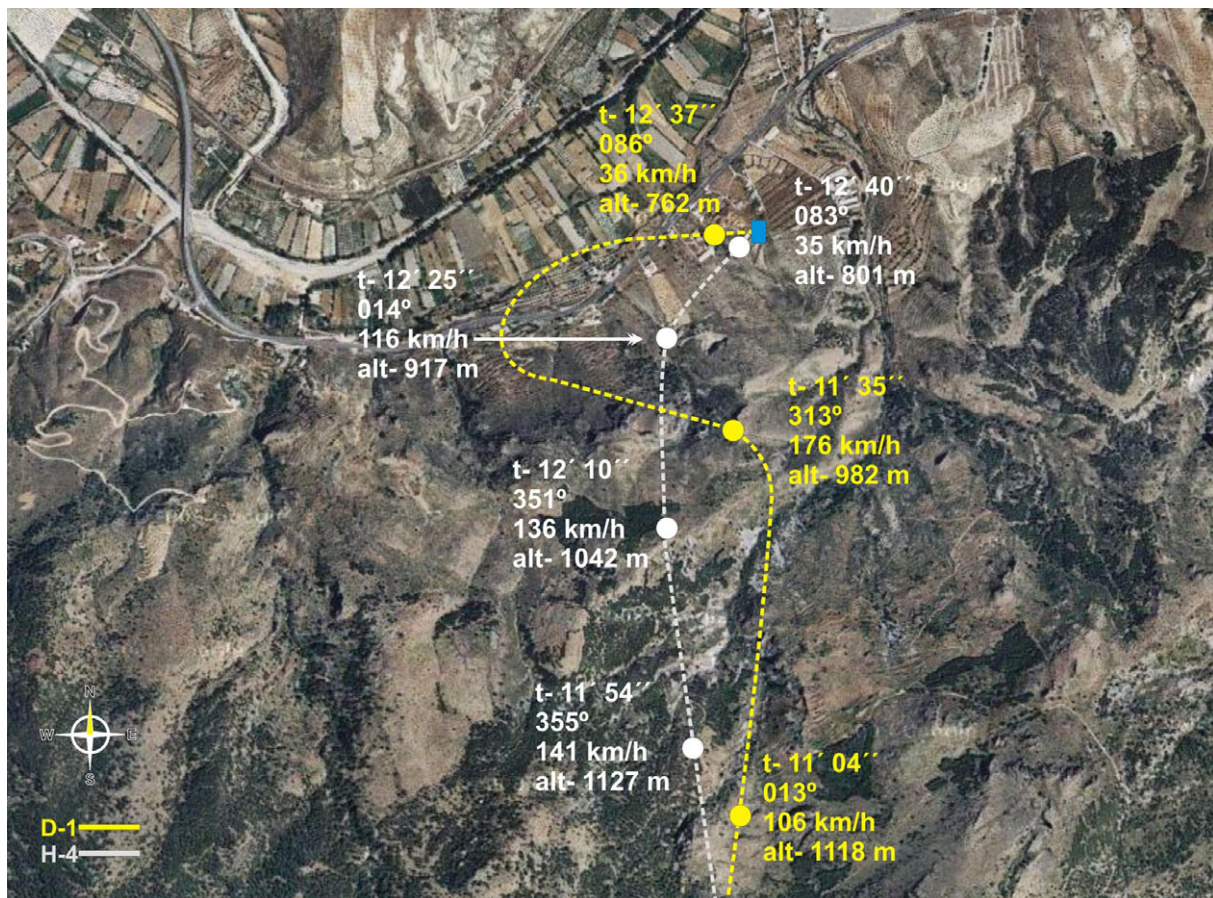 t- 12´ 37´´
086º
36 km/h
alt- 762 m
t- 12´ 40´´
083º
35 km/h
alt- 801 m
t- 12´ 25´´
014º
116 km/h
alt- 917 m
t- 11´ 35´´
313º
176 km/h
alt- 982 m
t- 12´ 10´´
351º
136 km/h
alt- 1042 m
t- 11´ 54´´
355º
141 km/h
alt- 1127 m
t- 11´ 04´´
013º
106 km/h
alt- 1118 m
N
W E
S
D-1
H-4